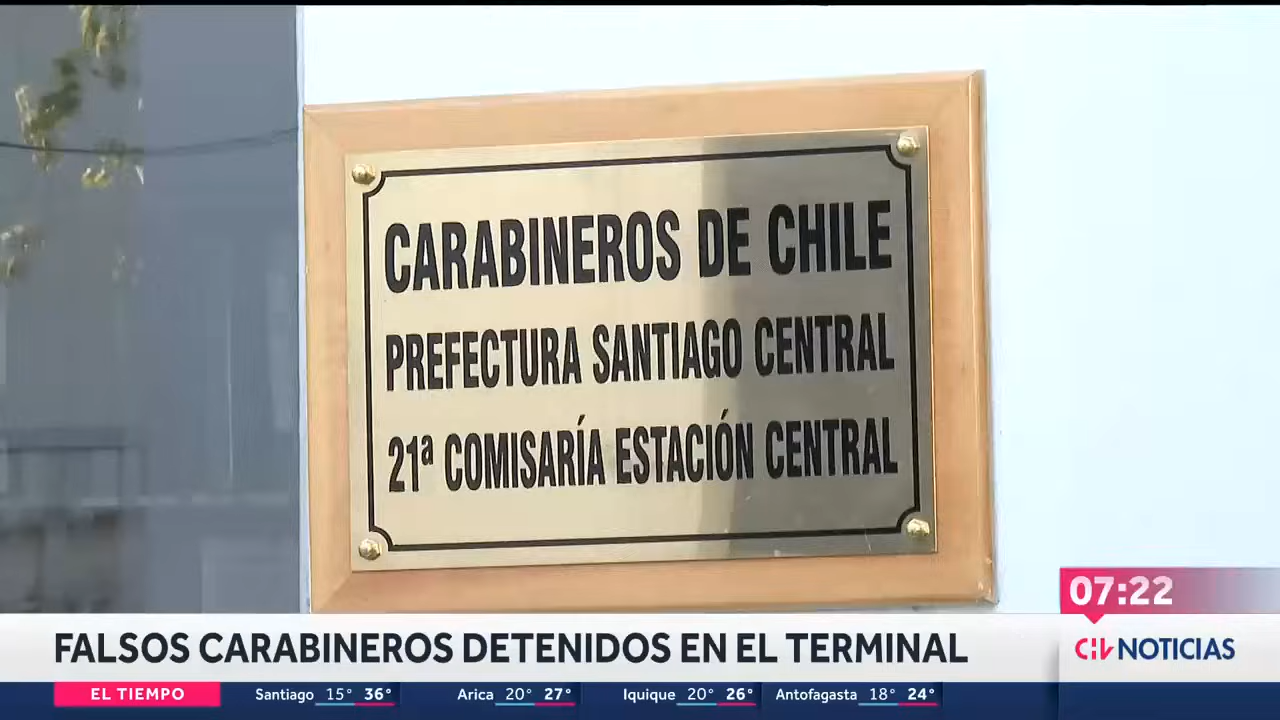 CARABINEROS DE CHILE
PREFECTURA SANTIAGO CENTRAL
21ª COMISARÍA ESTACIÓN CENTRAL
07:22
FALSOS CARABINEROS DETENIDOS EN EL TERMINAL
CHV NOTICIAS
EL TIEMPO Santiago 15° 36° Arica 20° 27° Iquique 20° 26° Antofagasta 18° 24°